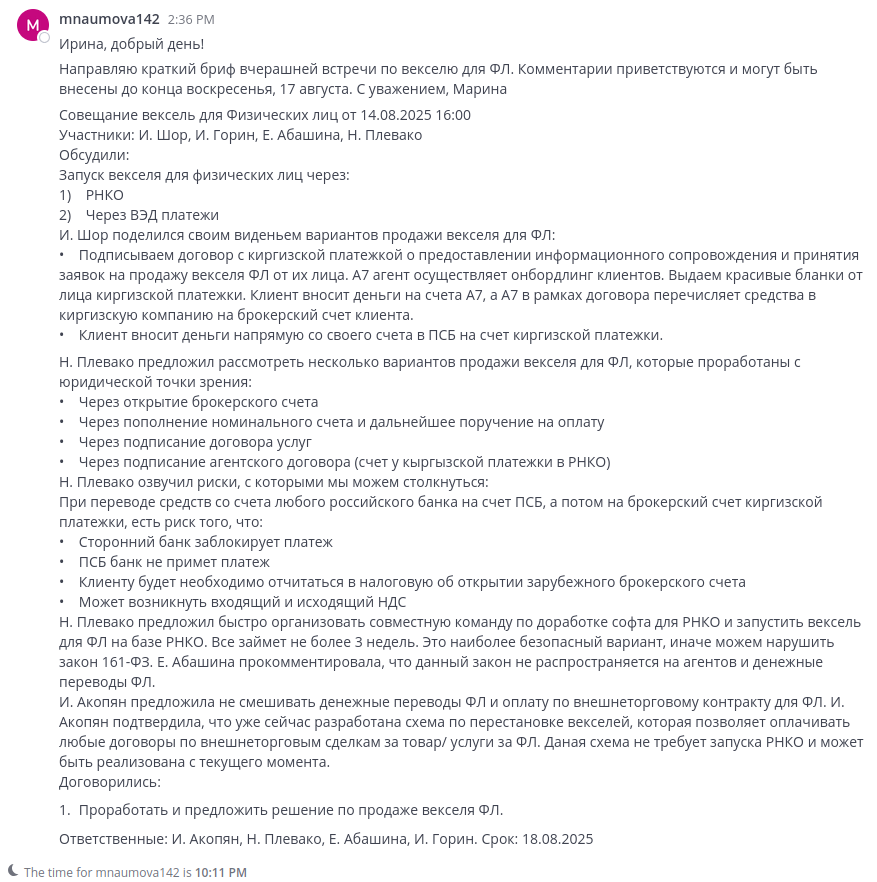 M
mnaumova142 2:36 PM
Ирина, добрый день!
Направляю краткий бриф вчерашней встречи по векселю для ФЛ. Комментарии приветствуются и могут быть
внесены до конца воскресенья, 17 августа. С уважением, Марина
Совещание вексель для Физических лиц от 14.08.2025 16:00
Участники: И. Шор, И. Горин, Е. Абашина, Н. Плевако
Обсудили:
Запуск векселя для физических лиц через:
1) РНКО
2) Через ВЭД платежи
И. Шор поделился своим виденьем вариантов продажи векселя для ФЛ:
• Подписываем договор с киргизской платежкой о предоставлении информационного сопровождения и принятия
заявок на продажу векселя ФЛ от их лица. А7 агент осуществляет онбординг клиентов. Выдаем красивые бланки от
лица киргизской платежки. Клиент вносит деньги на счета А7, а А7 в рамках договора перечисляет средства в
киргизскую компанию на брокерский счет клиента.
• Клиент вносит деньги напрямую со своего счета в ПСБ на счет киргизской платежки.
Н. Плевако предложил рассмотреть несколько вариантов продажи векселя для ФЛ, которые проработаны с
юридической точки зрения:
• Через открытие брокерского счета
• Через пополнение номинального счета и дальнейшее поручение на оплату
• Через подписание договора услуг
• Через подписание агентского договора (счет у кыргызской платежки в РНКО)
Н. Плевако озвучил риски, с которыми мы можем столкнуться:
При переводе средств со счета любого российского банка на счет ПСБ, а потом на брокерский счет киргизской
платежки, есть риск того, что:
• Сторонний банк заблокирует платеж
• ПСБ банк не примет платеж
• Клиенту будет необходимо отчитаться в налоговую об открытии зарубежного брокерского счета
• Может возникнуть входящий и исходящий НДС
Н. Плевако предложил быстро организовать совместную команду по доработке софта для РНКО и запустить вексель
для ФЛ на базе РНКО. Все займет не более 3 недель. Это наиболее безопасный вариант, иначе можем нарушить
закон 161-ФЗ. Е. Абашина прокомментировала, что данный закон не распространяется на агентов и денежные
переводы ФЛ.
И. Акопян предложила не смешивать денежные переводы ФЛ и оплату по внешнеторговому контракту для ФЛ. И.
Акопян подтвердила, что уже сейчас разработана схема по перестановке векселей, которая позволяет оплачивать
любые договоры по внешнеторговым сделкам за товар/ услуги за ФЛ. Даная схема не требует запуска РНКО и может
быть реализована с текущего момента.
Договорились:
1. Проработать и предложить решение по продаже векселя ФЛ.
Ответственные: И. Акопян, Н. Плевако, Е. Абашина, И. Горин. Срок: 18.08.2025
The time for mnaumova142 is 10:11 PM